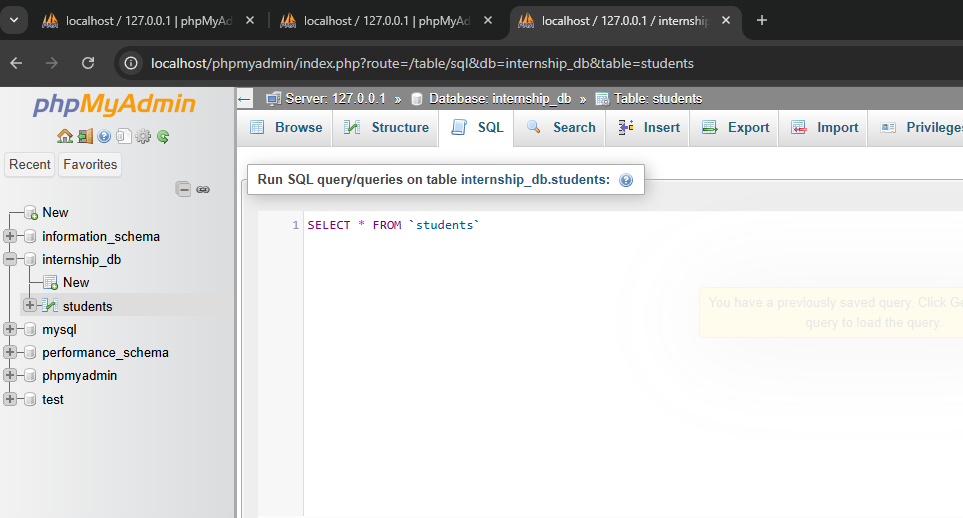 localhost / 127.0.0.1 | phpMyAd
localhost / 127.0.0.1 | phpMyAd
localhost / 127.0.0.1 / internship
localhost/phpmyadmin/index.php?route=/table/sql&db=internship_db&table=students
phpMyAdmin
Recent Favorites
New
information_schema
internship_db
New
students
mysql
performance_schema
phpmyadmin
test
Server: 127.0.0.1 » Database: internship_db » Table: students
Browse Structure SQL Search Insert Export Import Privileges
Run SQL query/queries on table internship_db.students:
1 SELECT * FROM `students`
You have a previously saved query. Click Ge
query to load the query.